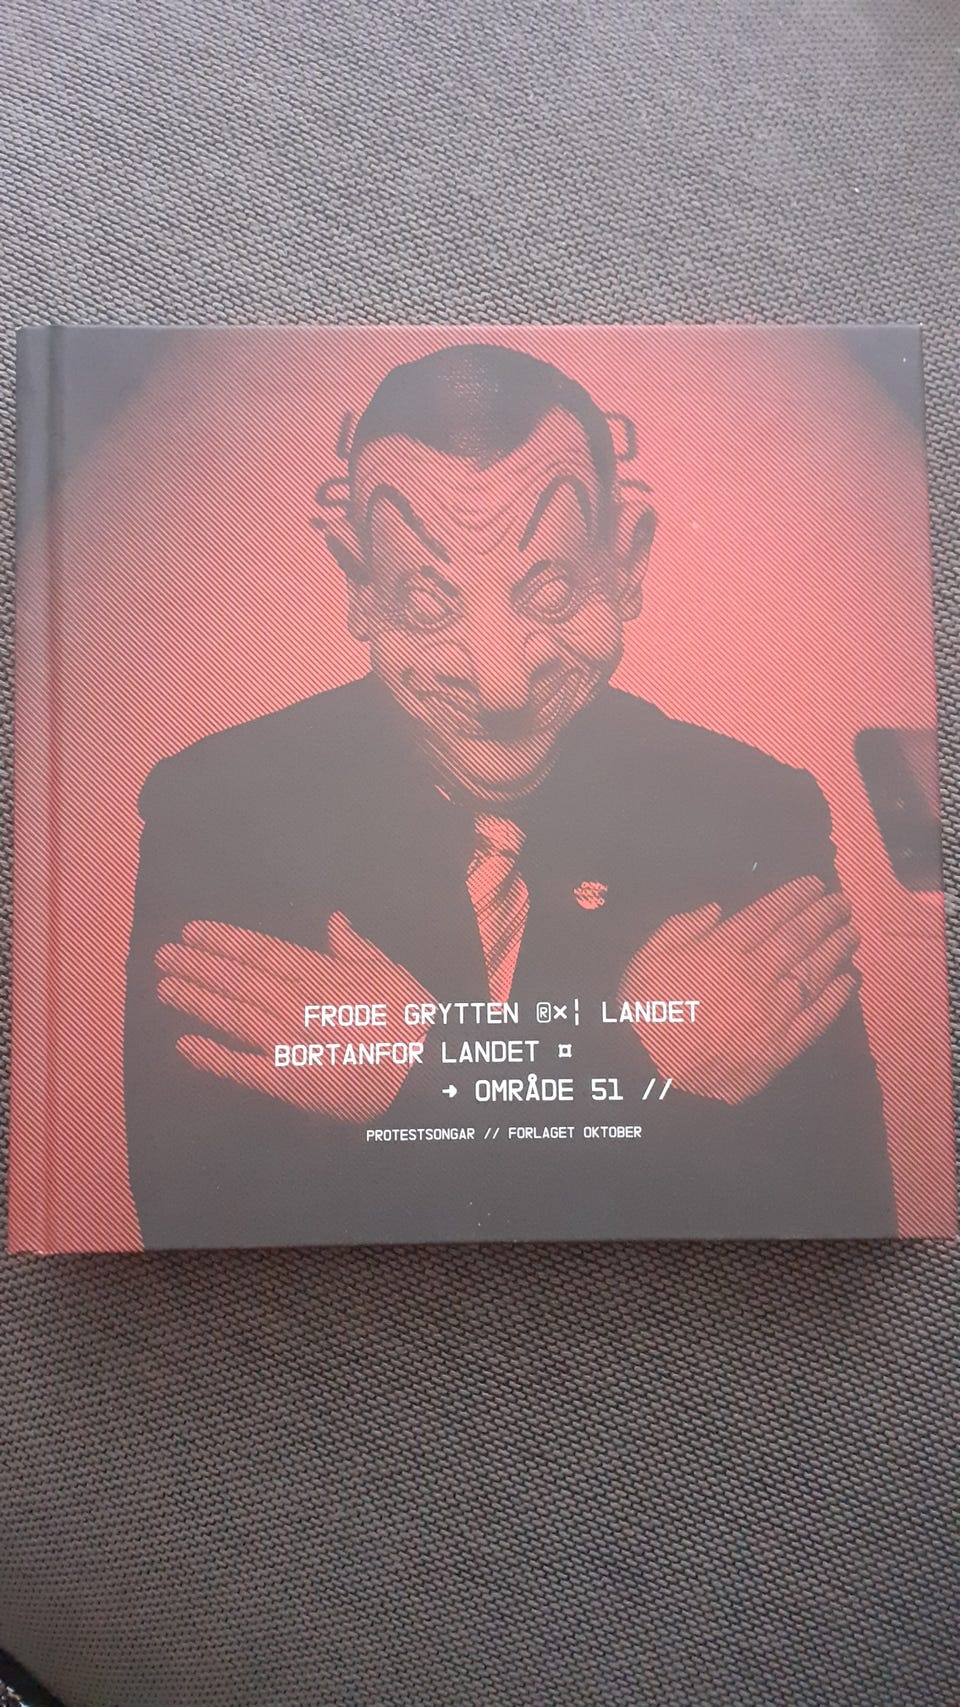 FRODE GRYTTEN ®×¦ LANDET
BORTANFOR LANDET ¤
→ OMRÅDE 51 //
PROTESTSONGAR // FORLAGET OKTOBER